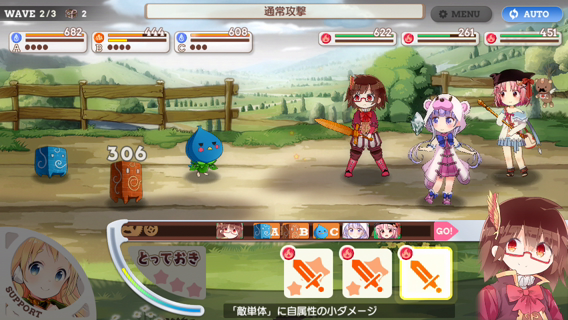 WAVE 2/3 2
通常攻撃
MENU
AUTO
682
A
444
B
608
C
622
261
451
306
A B C GO!
とっておき
SUPPORT
「敵単体」に自属性の小ダメージ